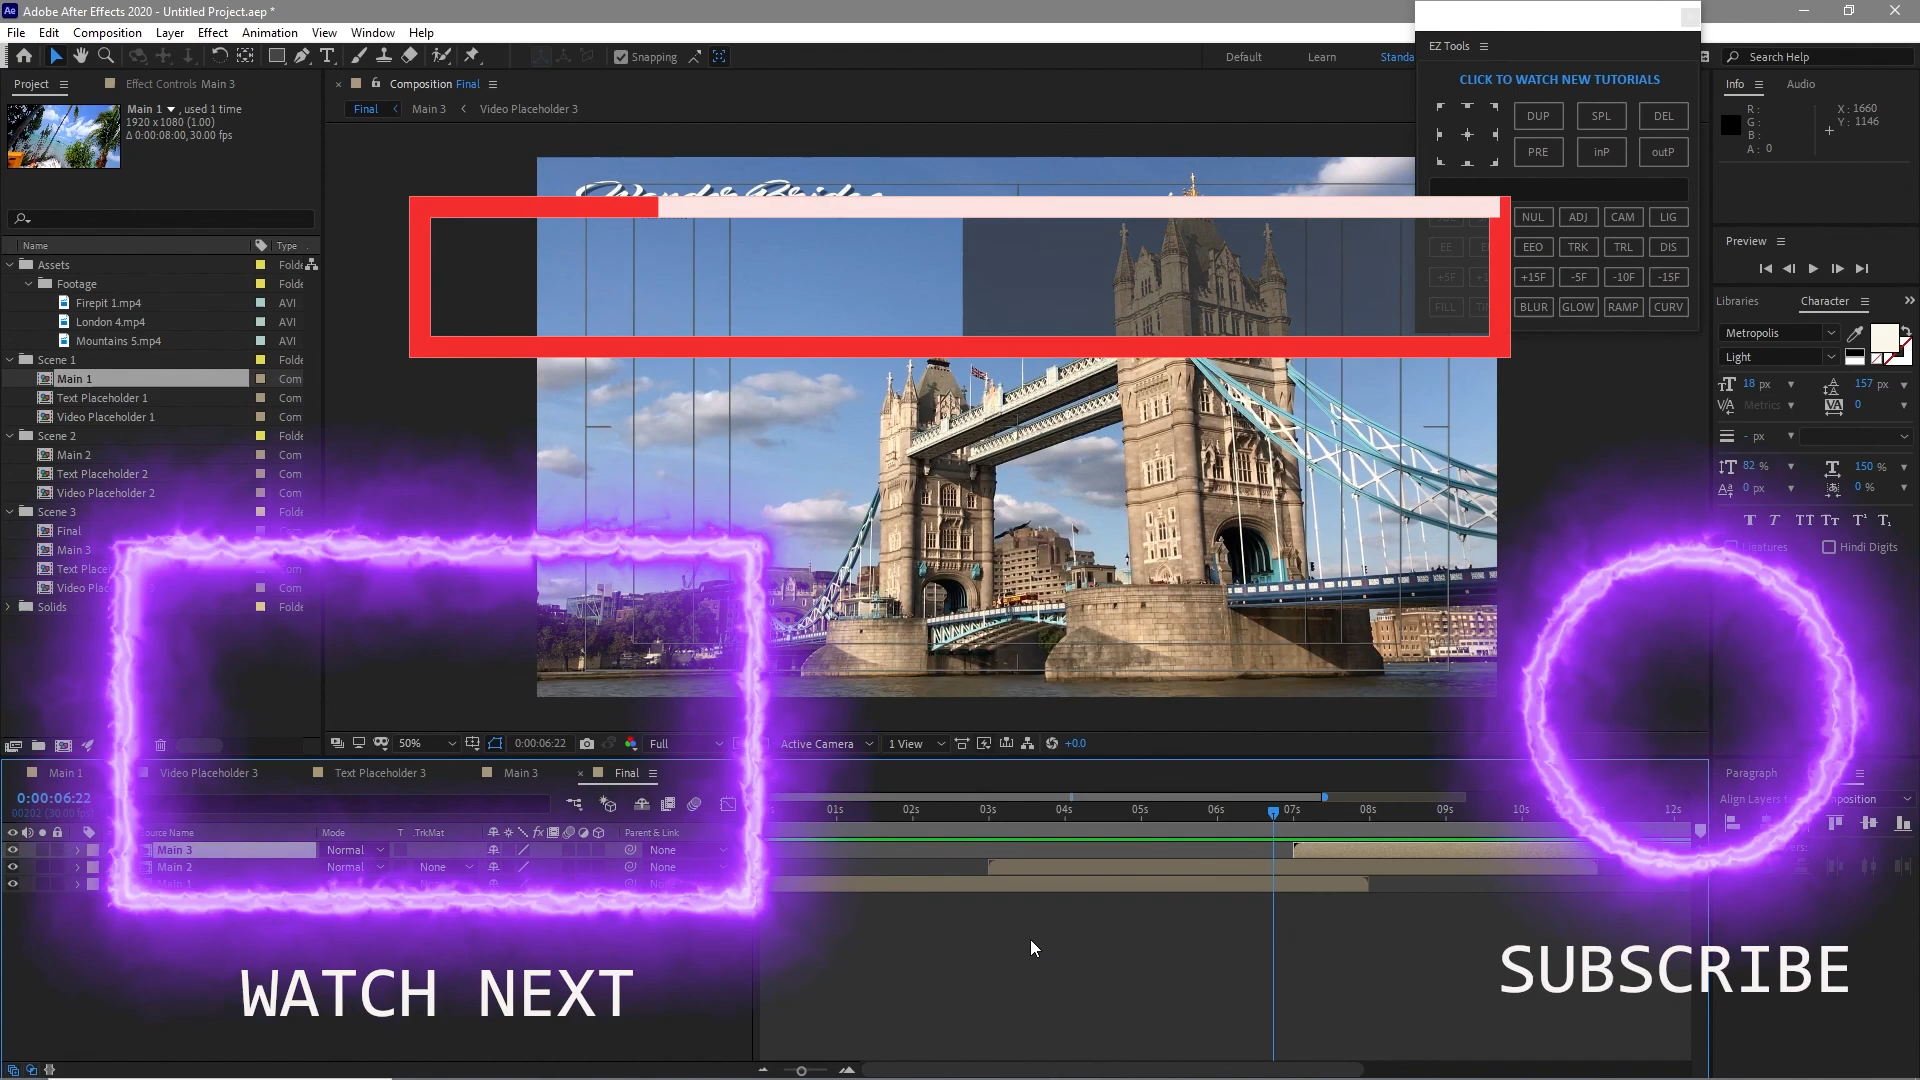 Adobe After Effects 2020 - Untitled Project.aep *
File Edit Composition Layer Effect Animation View Window Help
Snapping
Default Learn Standa
Search Help
EZ Tools
CLICK TO WATCH NEW TUTORIALS
DUP SPL DEL
PRE inP outP
NUL ADJ CAM LIG
EE EEO TRK TRL DIS
+5F +15F -5F -10F -15F
FILL BLUR GLOW RAMP CURV
Project Effect Controls Main 3
Main 1 , used 1 time
1920 x 1080 (1.00)
Δ 0:00:08:00, 30.00 fps
Name Type
Assets Folde
Footage
Firepit 1.mp4 AVI
London 4.mp4 AVI
Mountains 5.mp4 AVI
Scene 1 Folde
Main 1 Com
Text Placeholder 1 Com
Video Placeholder 1 Com
Scene 2 Folde
Main 2 Com
Text Placeholder 2 Com
Video Placeholder 2 Com
Scene 3 Folde
Final
Main 3 Com
Text Plac Com
Video Plac Com
Solids Folde
Composition Final
Final Main 3 Video Placeholder 3
Wonder Bridge
50% 0:00:06:22 Full Active Camera 1 View +0.0
Info Audio
R : X : 1660
G : Y : 1146
B :
A : 0
Preview
Libraries Character
Metropolis
Light
18 px 157 px
Metrics 0
- px
82 % 150 %
0 px 0 %
T T TT Tт T¹ T₁
Ligatures Hindi Digits
Paragraph
Align Layers to: Composition
Main 1 Video Placeholder 3 Text Placeholder 3 Main 3 Final
0:00:06:22
00202 (30.00 fps)
01s 02s 03s 04s 05s 06s 07s 08s 09s 10s 12s
Source Name Mode T .TrkMat Parent & Link
Main 3 Normal None
Main 2 Normal None None
Main 1
WATCH NEXT
SUBSCRIBE